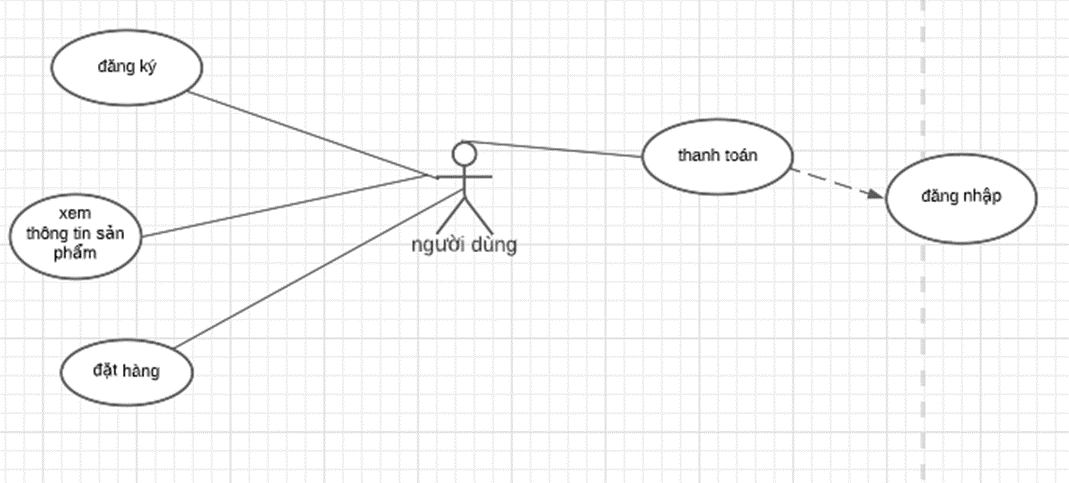 đăng ký
thanh toán
đăng nhập
xem
thông tin sản
phẩm
người dùng
đặt hàng